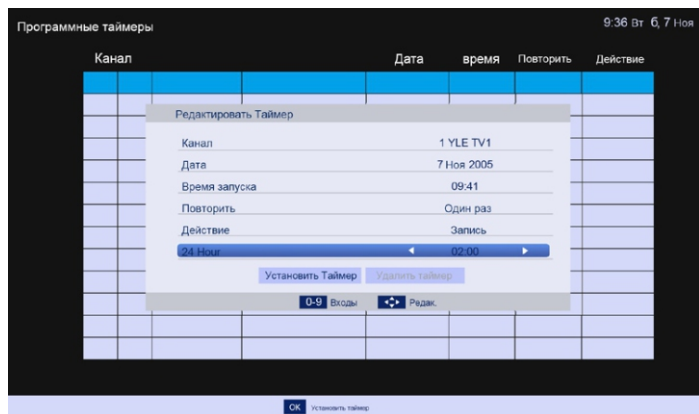 Программные таймеры 9:36 Вт б, 7 Ноя
Канал Дата время Повторить Действие
Редактировать Таймер
Канал 1 YLE TV1
Дата 7 Ноя 2005
Время запуска 09:41
Повторить Один раз
Действие Запись
24 Hour 02:00
Установить Таймер Удалить таймер
0-9 Входы Редак.
OK Установить таймер